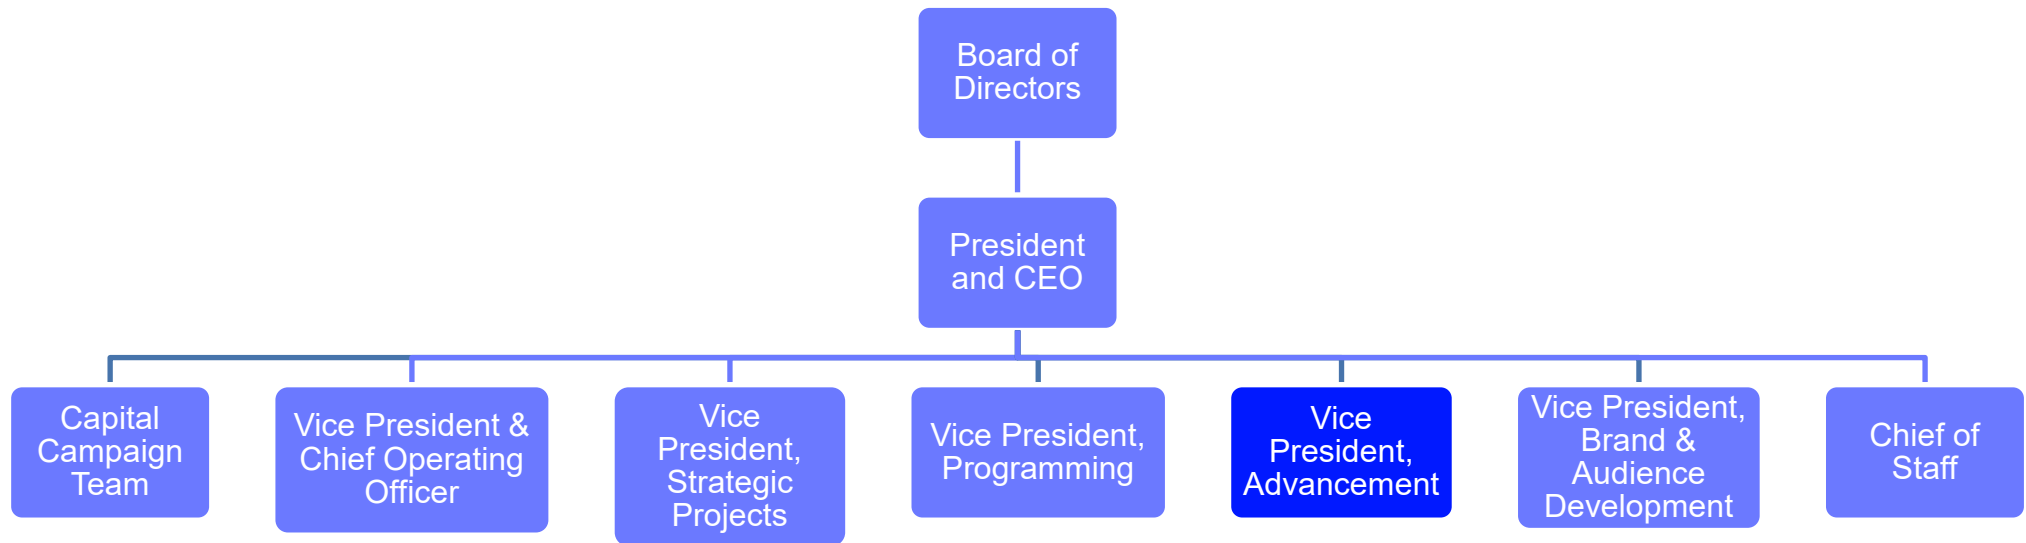 Board of
Directors
President
and CEO
Capital
Campaign
Team
Vice President &
Chief Operating
Officer
Vice
President,
Strategic
Projects
Vice President,
Programming
Vice
President,
Advancement
Vice President,
Brand &
Audience
Development
Chief of
Staff